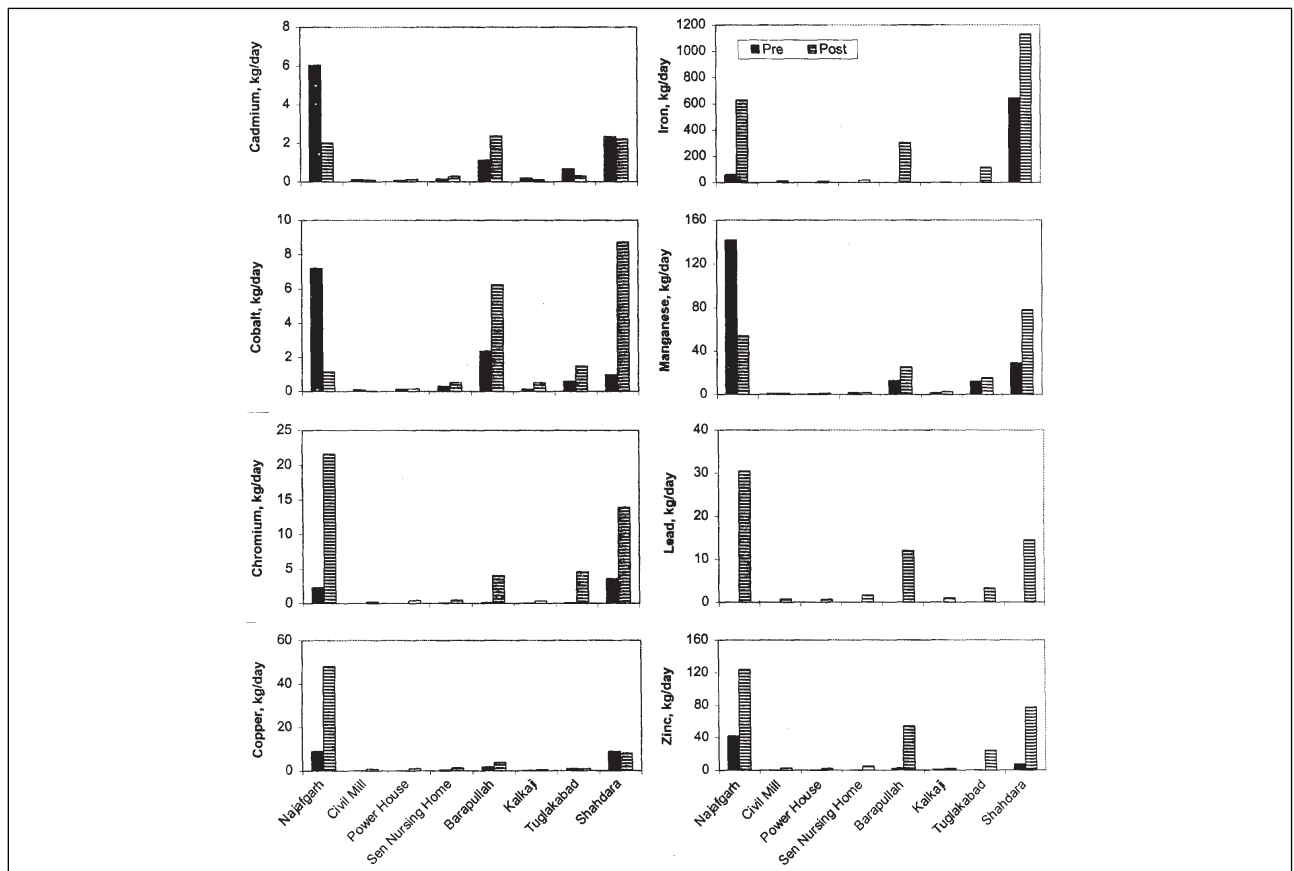 Cadmium, kg/day
8
6
4
2
0
Iron, kg/day
1200
1000
800
600
400
200
0
Pre Post
Cobalt, kg/day
10
8
6
4
2
0
Manganese, kg/day
160
120
80
40
0
Chromium, kg/day
25
20
15
10
5
0
Lead, kg/day
40
30
20
10
0
Copper, kg/day
60
40
20
0
Najafgarh
Civil Mill
Power House
Sen Nursing Home
Barapullah
Kalkaji
Tuglakabad
Shahdara
Zinc, kg/day
160
120
80
40
0
Najafgarh
Civil Mill
Power House
Sen Nursing Home
Barapullah
Kalkaji
Tuglakabad
Shahdara